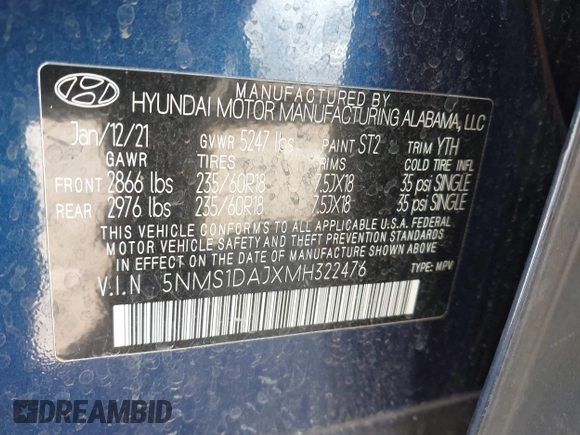 MANUFACTURED BY
HYUNDAI MOTOR MANUFACTURING ALABAMA, LLC
Jan/12/21 GVWR 5247 lbs PAINT ST2 TRIM YTH
GAWR TIRES RIMS COLD TIRE INFL
FRONT 2866 lbs 235/60R18 7.5JX18 35 psi SINGLE
REAR 2976 lbs 235/60R18 7.5JX18 35 psi SINGLE
THIS VEHICLE CONFORMS TO ALL APPLICABLE U.S.A. FEDERAL
MOTOR VEHICLE SAFETY AND THEFT PREVENTION STANDARDS
IN EFFECT ON THE DATE OF MANUFACTURE SHOWN ABOVE.
V.I.N 5NMS1DAJXMH322476 TYPE: MPV
DREAMBID